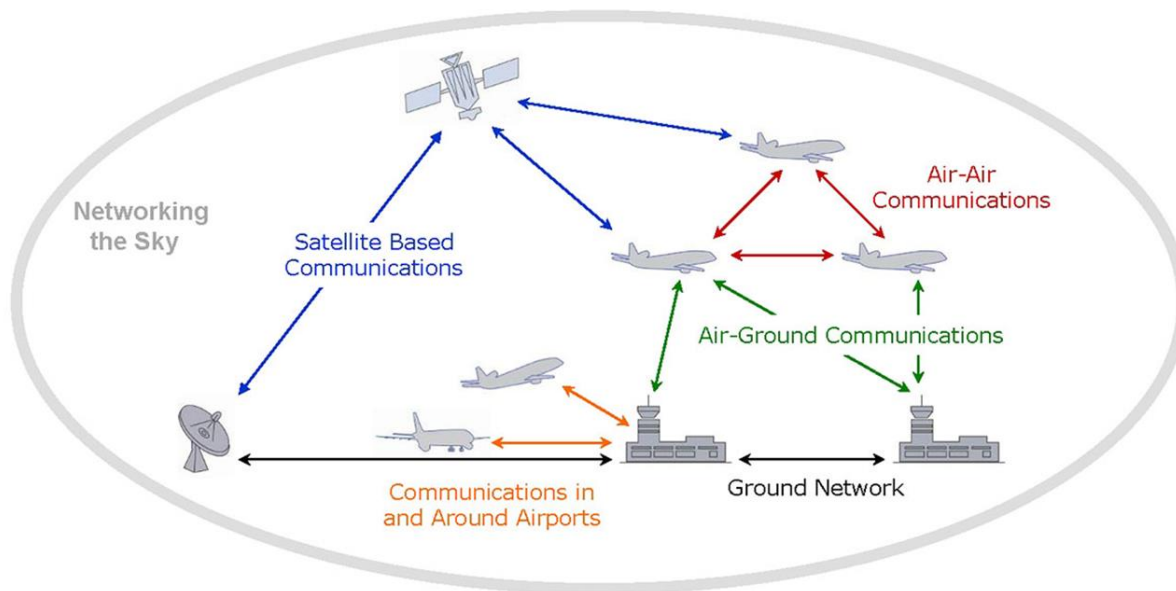 Networking
the Sky
Satellite Based
Communications
Air-Air
Communications
Air-Ground Communications
Communications in
and Around Airports
Ground Network